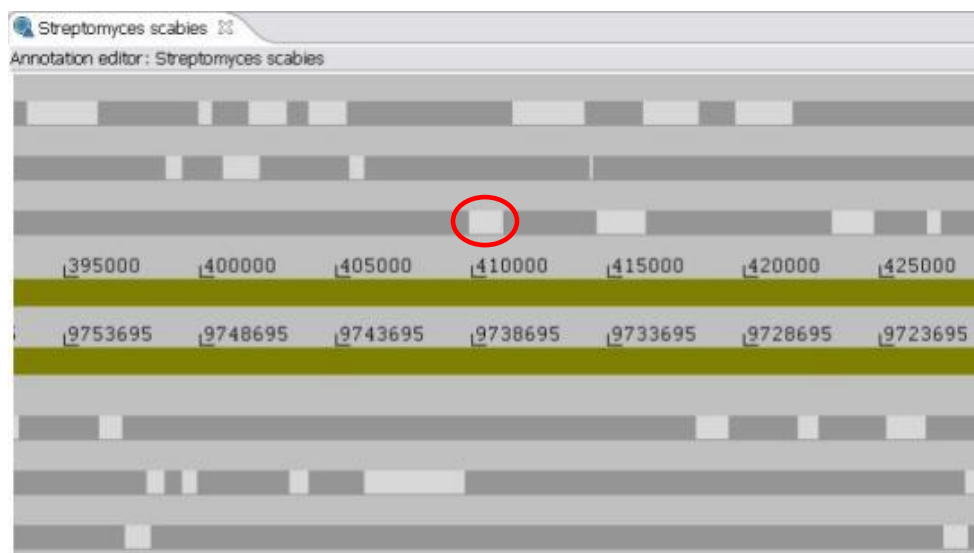 Streptomyces scabies
Annotation editor: Streptomyces scabies
395000 400000 405000 410000 415000 420000 425000
9753695 9748695 9743695 9738695 9733695 9728695 9723695